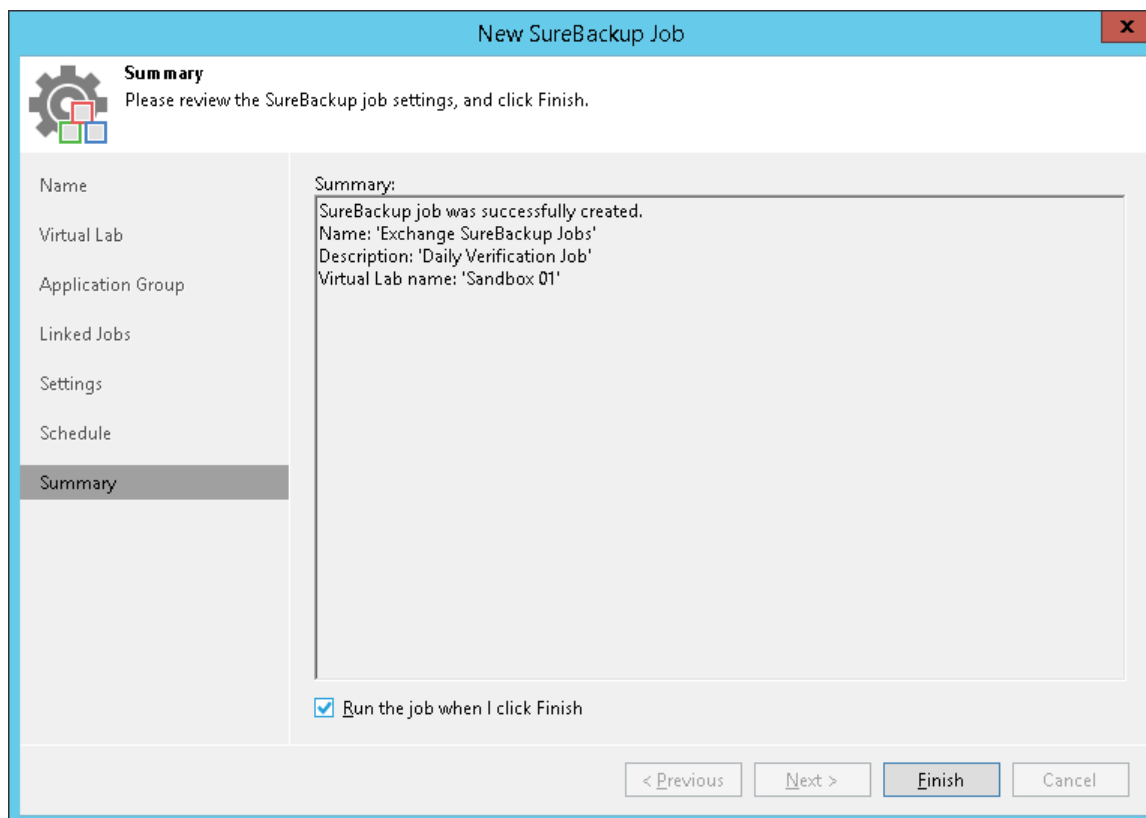 New SureBackup Job
x
Summary
Please review the SureBackup job settings, and click Finish.
Name
Virtual Lab
Application Group
Linked Jobs
Settings
Schedule
Summary
Summary:
SureBackup job was successfully created.
Name: 'Exchange SureBackup Jobs'
Description: 'Daily Verification Job'
Virtual Lab name: 'Sandbox 01'
Run the job when I click Finish
< Previous
Next >
Finish
Cancel